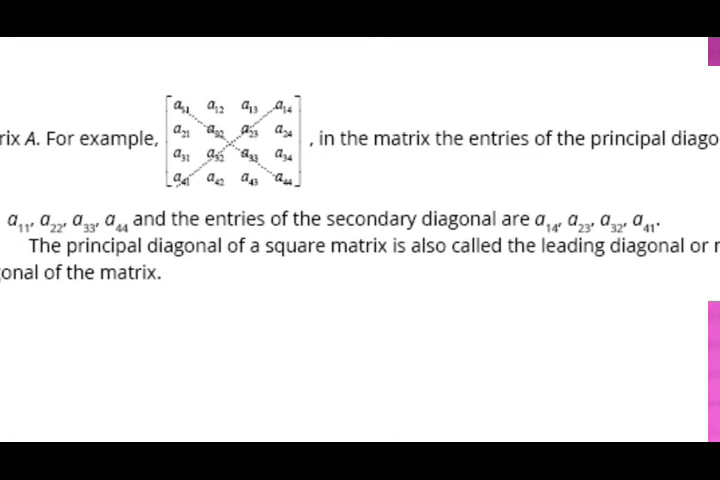 a₁₁ a₁₂ a₁₃ a₁₄
a₂₁ a₂₂ a₂₃ a₂₄
rix A. For example, , in the matrix the entries of the principal diago
a₃₁ a₃₂ a₃₃ a₃₄
a₄₁ a₄₂ a₄₃ a₄₄
a₁₁, a₂₂, a₃₃, a₄₄ and the entries of the secondary diagonal are a₁₄, a₂₃, a₃₂, a₄₁.
The principal diagonal of a square matrix is also called the leading diagonal or
onal of the matrix.